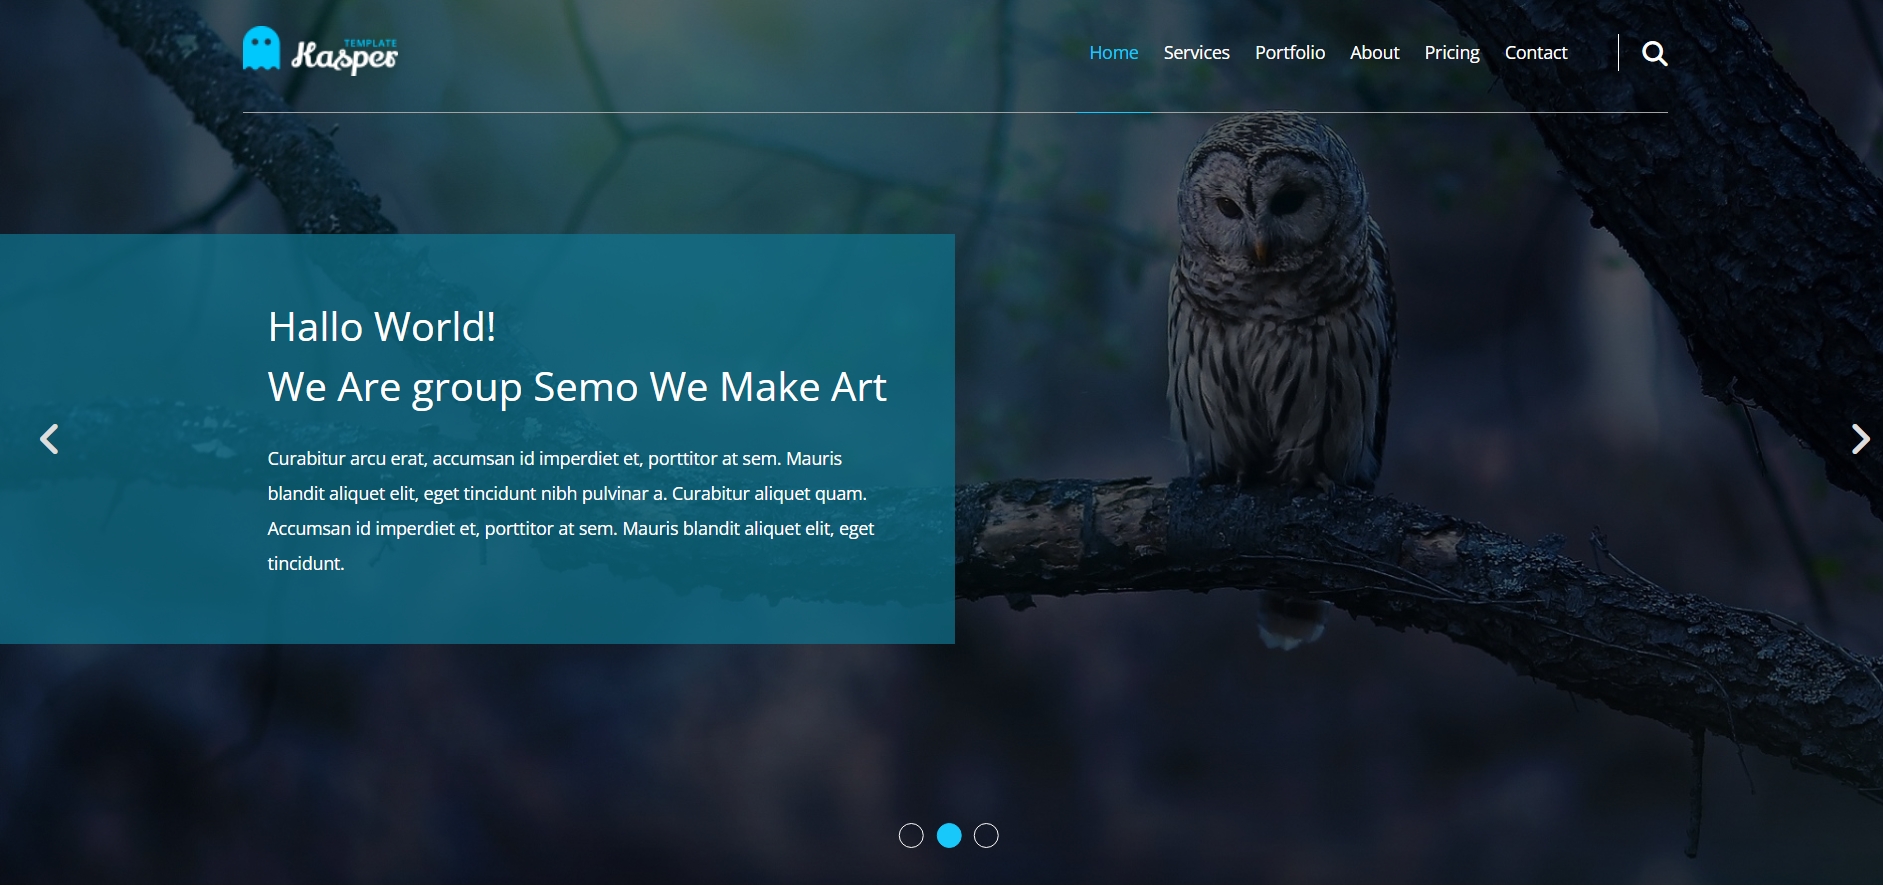 TEMPLATE
Kasper
Home Services Portfolio About Pricing Contact
Hallo World!
We Are group Semo We Make Art
Curabitur arcu erat, accumsan id imperdiet et, porttitor at sem. Mauris
blandit aliquet elit, eget tincidunt nibh pulvinar a. Curabitur aliquet quam.
Accumsan id imperdiet et, porttitor at sem. Mauris blandit aliquet elit, eget
tincidunt.